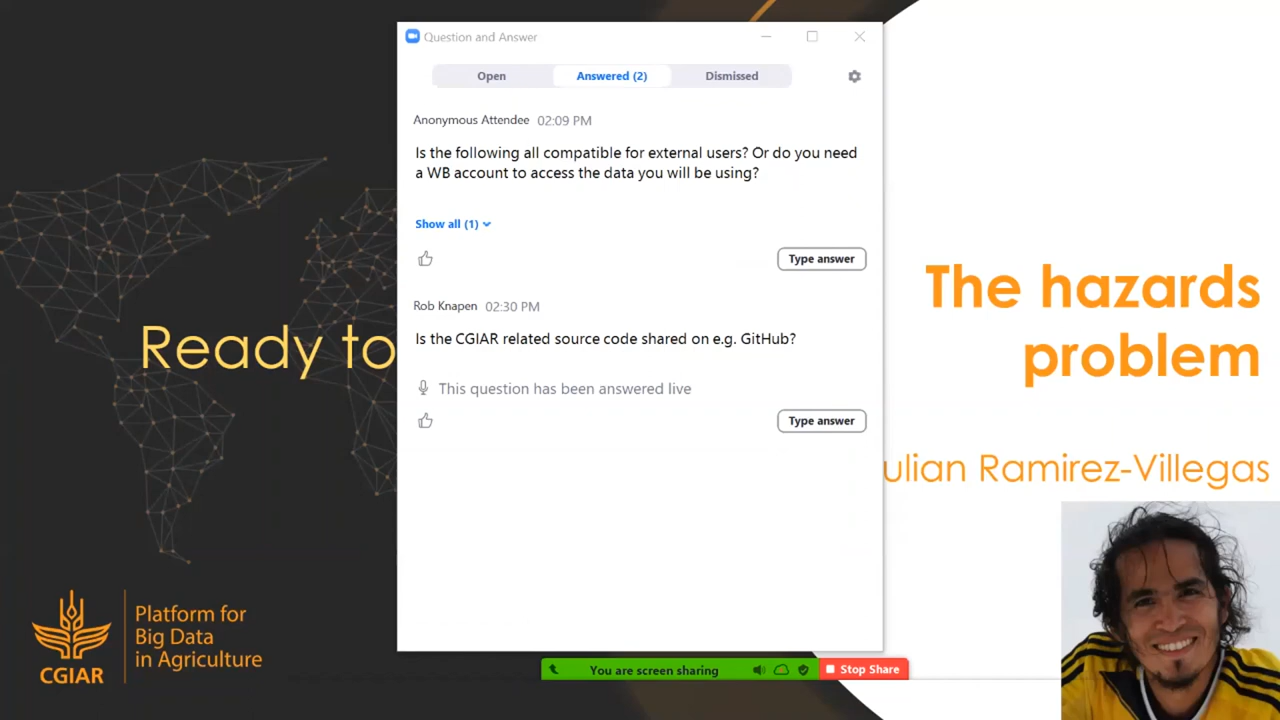 Question and Answer
Open
Answered (2)
Dismissed
Anonymous Attendee 02:09 PM
Is the following all compatible for external users? Or do you need
a WB account to access the data you will be using?
Show all (1)
Type answer
Rob Knapen 02:30 PM
Is the CGIAR related source code shared on e.g. GitHub?
This question has been answered live
Type answer
Ready to
The hazards
problem
ulian Ramirez-Villegas
CGIAR
Platform for
Big Data
in Agriculture
You are screen sharing
Stop Share